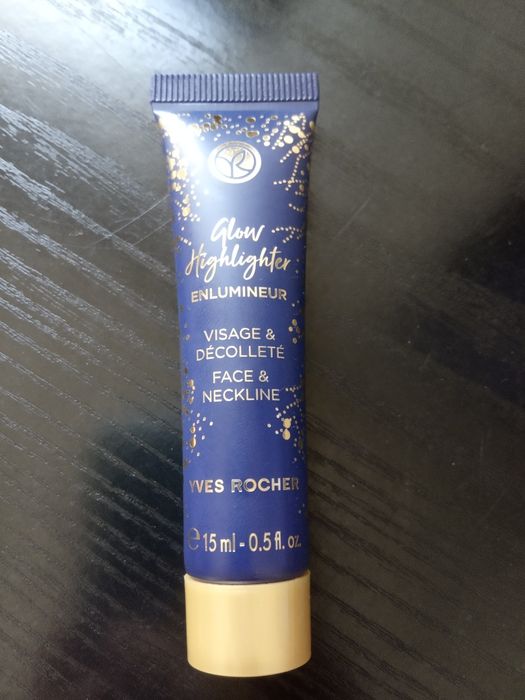 Glow
Highlighter
ENLUMINEUR
VISAGE &
DÉCOLLETÉ
FACE &
NECKLINE
YVES ROCHER
℮ 15 ml - 0.5 fl. oz.